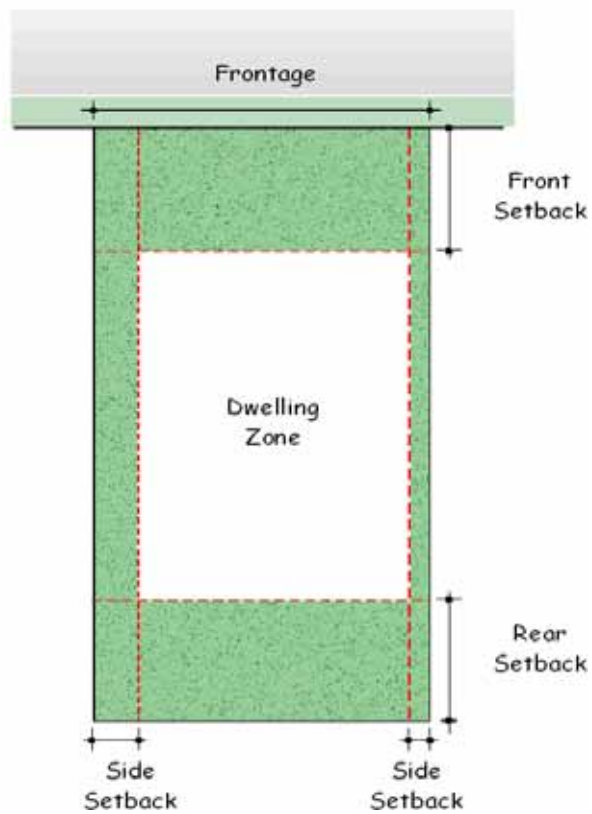 Frontage
Front
Setback
Dwelling
Zone
Rear
Setback
Side
Setback
Side
Setback